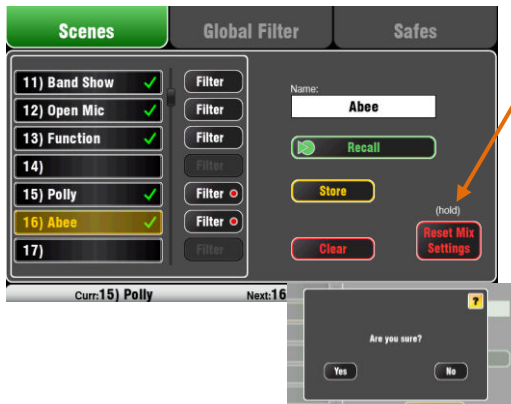 Scenes
Global Filter
Safes
11) Band Show
Filter
12) Open Mic
Filter
13) Function
Filter
14)
Filter
15) Polly
Filter
16) Abee
Filter
17)
Filter
Name:
Abee
Recall
Store
(hold)
Reset Mix
Settings
Clear
Curr:15) Polly
Next:16
?
Are you sure?
Yes
No